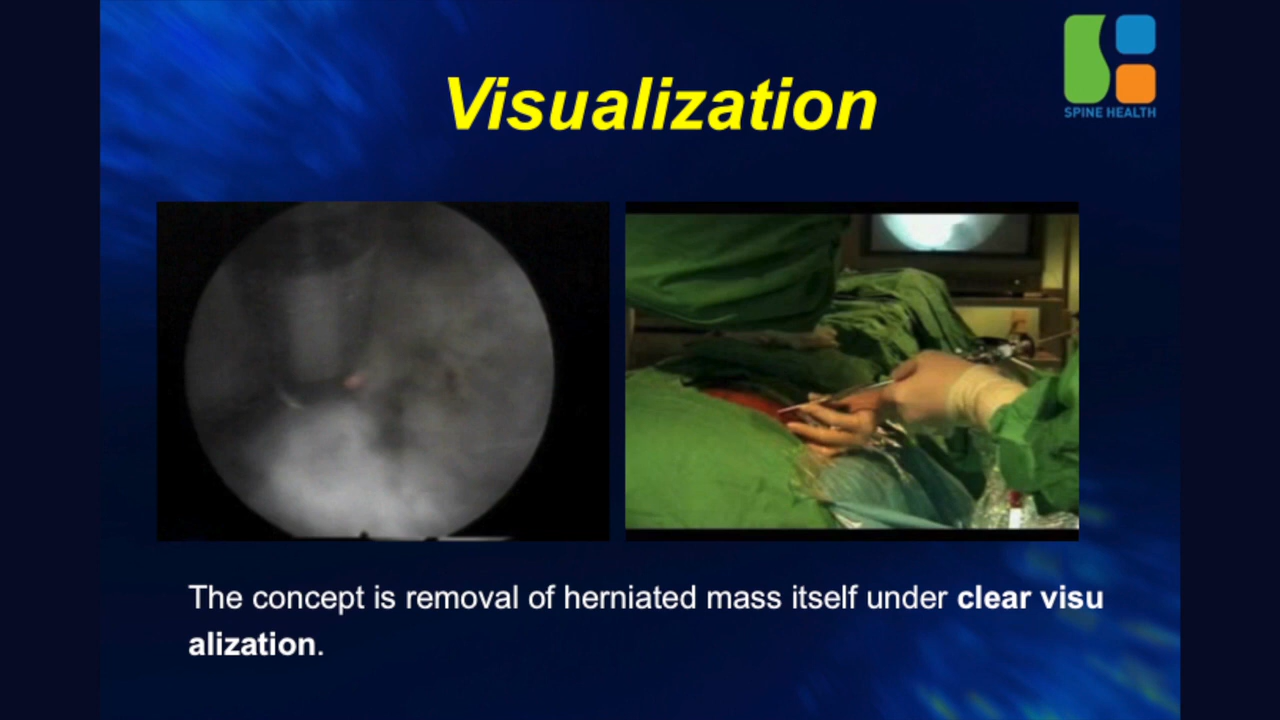 Visualization
SPINE HEALTH
The concept is removal of herniated mass itself under clear visu
alization.